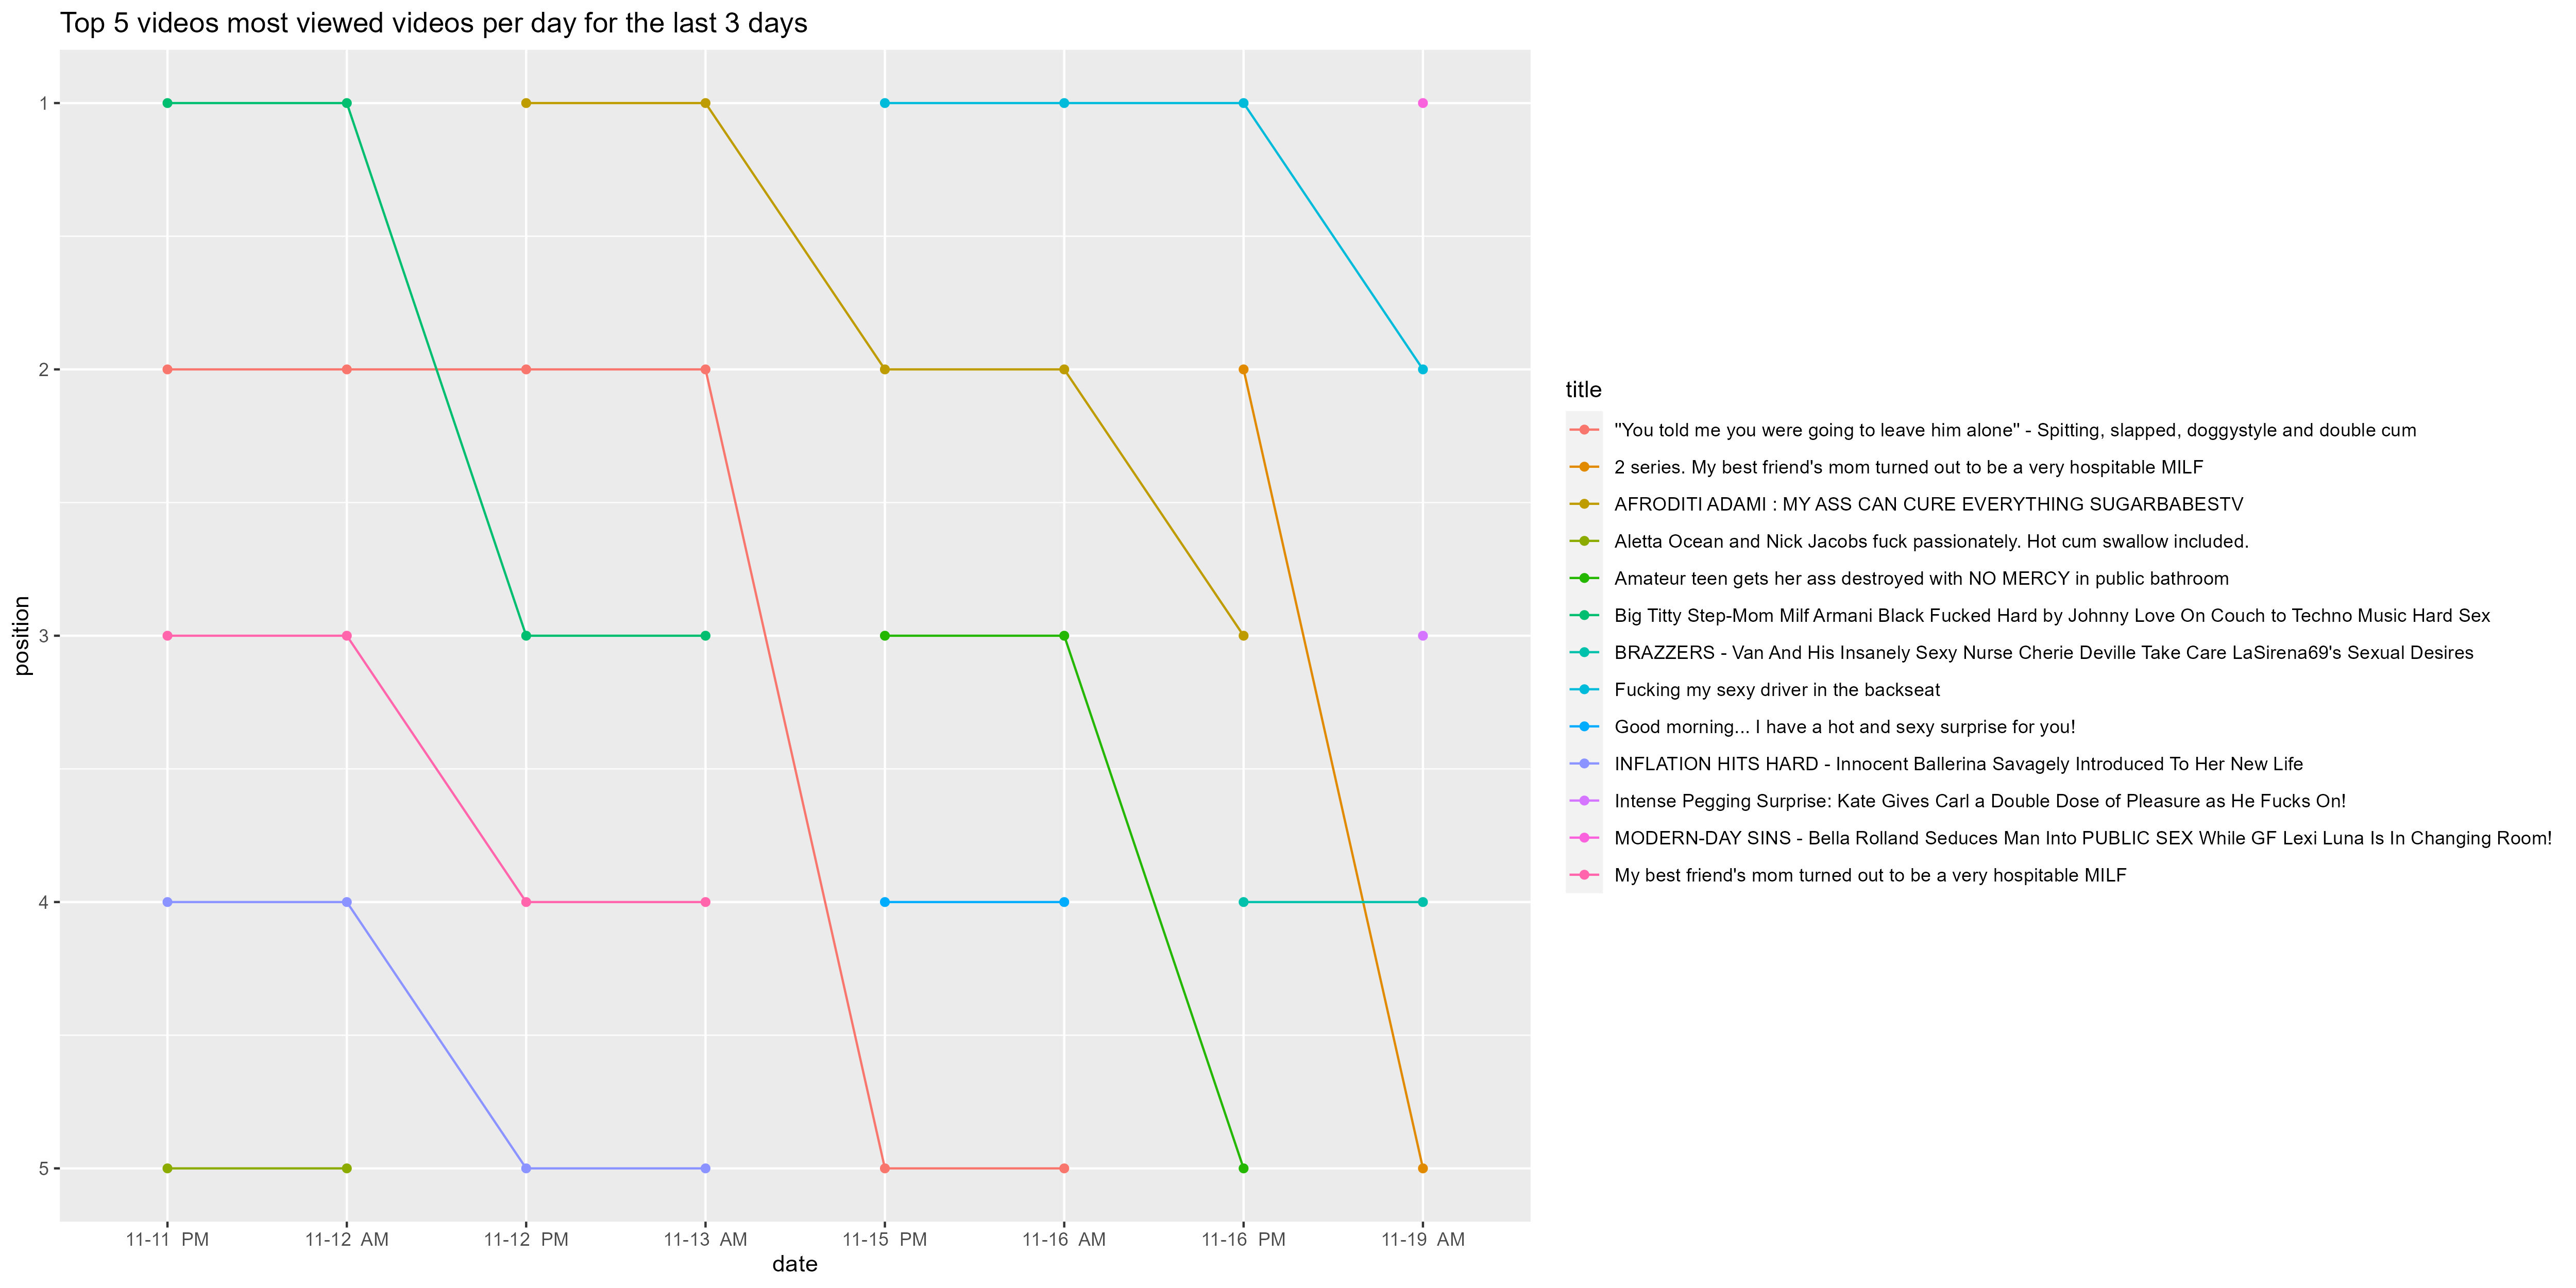 Top 5 videos most viewed videos per day for the last 3 days
position
1
2
3
4
5
11-11 PM
11-12 AM
11-12 PM
11-13 AM
11-15 PM
11-16 AM
11-16 PM
11-19 AM
date
title
"You told me you were going to leave him alone" - Spitting, slapped, doggystyle and double cum
2 series. My best friend's mom turned out to be a very hospitable MILF
AFRODITI ADAMI : MY ASS CAN CURE EVERYTHING SUGARBABESTV
Aletta Ocean and Nick Jacobs fuck passionately. Hot cum swallow included.
Amateur teen gets her ass destroyed with NO MERCY in public bathroom
Big Titty Step-Mom Milf Armani Black Fucked Hard by Johnny Love On Couch to Techno Music Hard Sex
BRAZZERS - Van And His Insanely Sexy Nurse Cherie Deville Take Care LaSirena69's Sexual Desires
Fucking my sexy driver in the backseat
Good morning... I have a hot and sexy surprise for you!
INFLATION HITS HARD - Innocent Ballerina Savagely Introduced To Her New Life
Intense Pegging Surprise: Kate Gives Carl a Double Dose of Pleasure as He Fucks On!
MODERN-DAY SINS - Bella Rolland Seduces Man Into PUBLIC SEX While GF Lexi Luna Is In Changing Room!
My best friend's mom turned out to be a very hospitable MILF